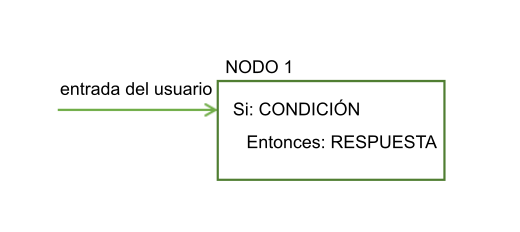 NODO 1
entrada del usuario
Si: CONDICIÓN
Entonces: RESPUESTA